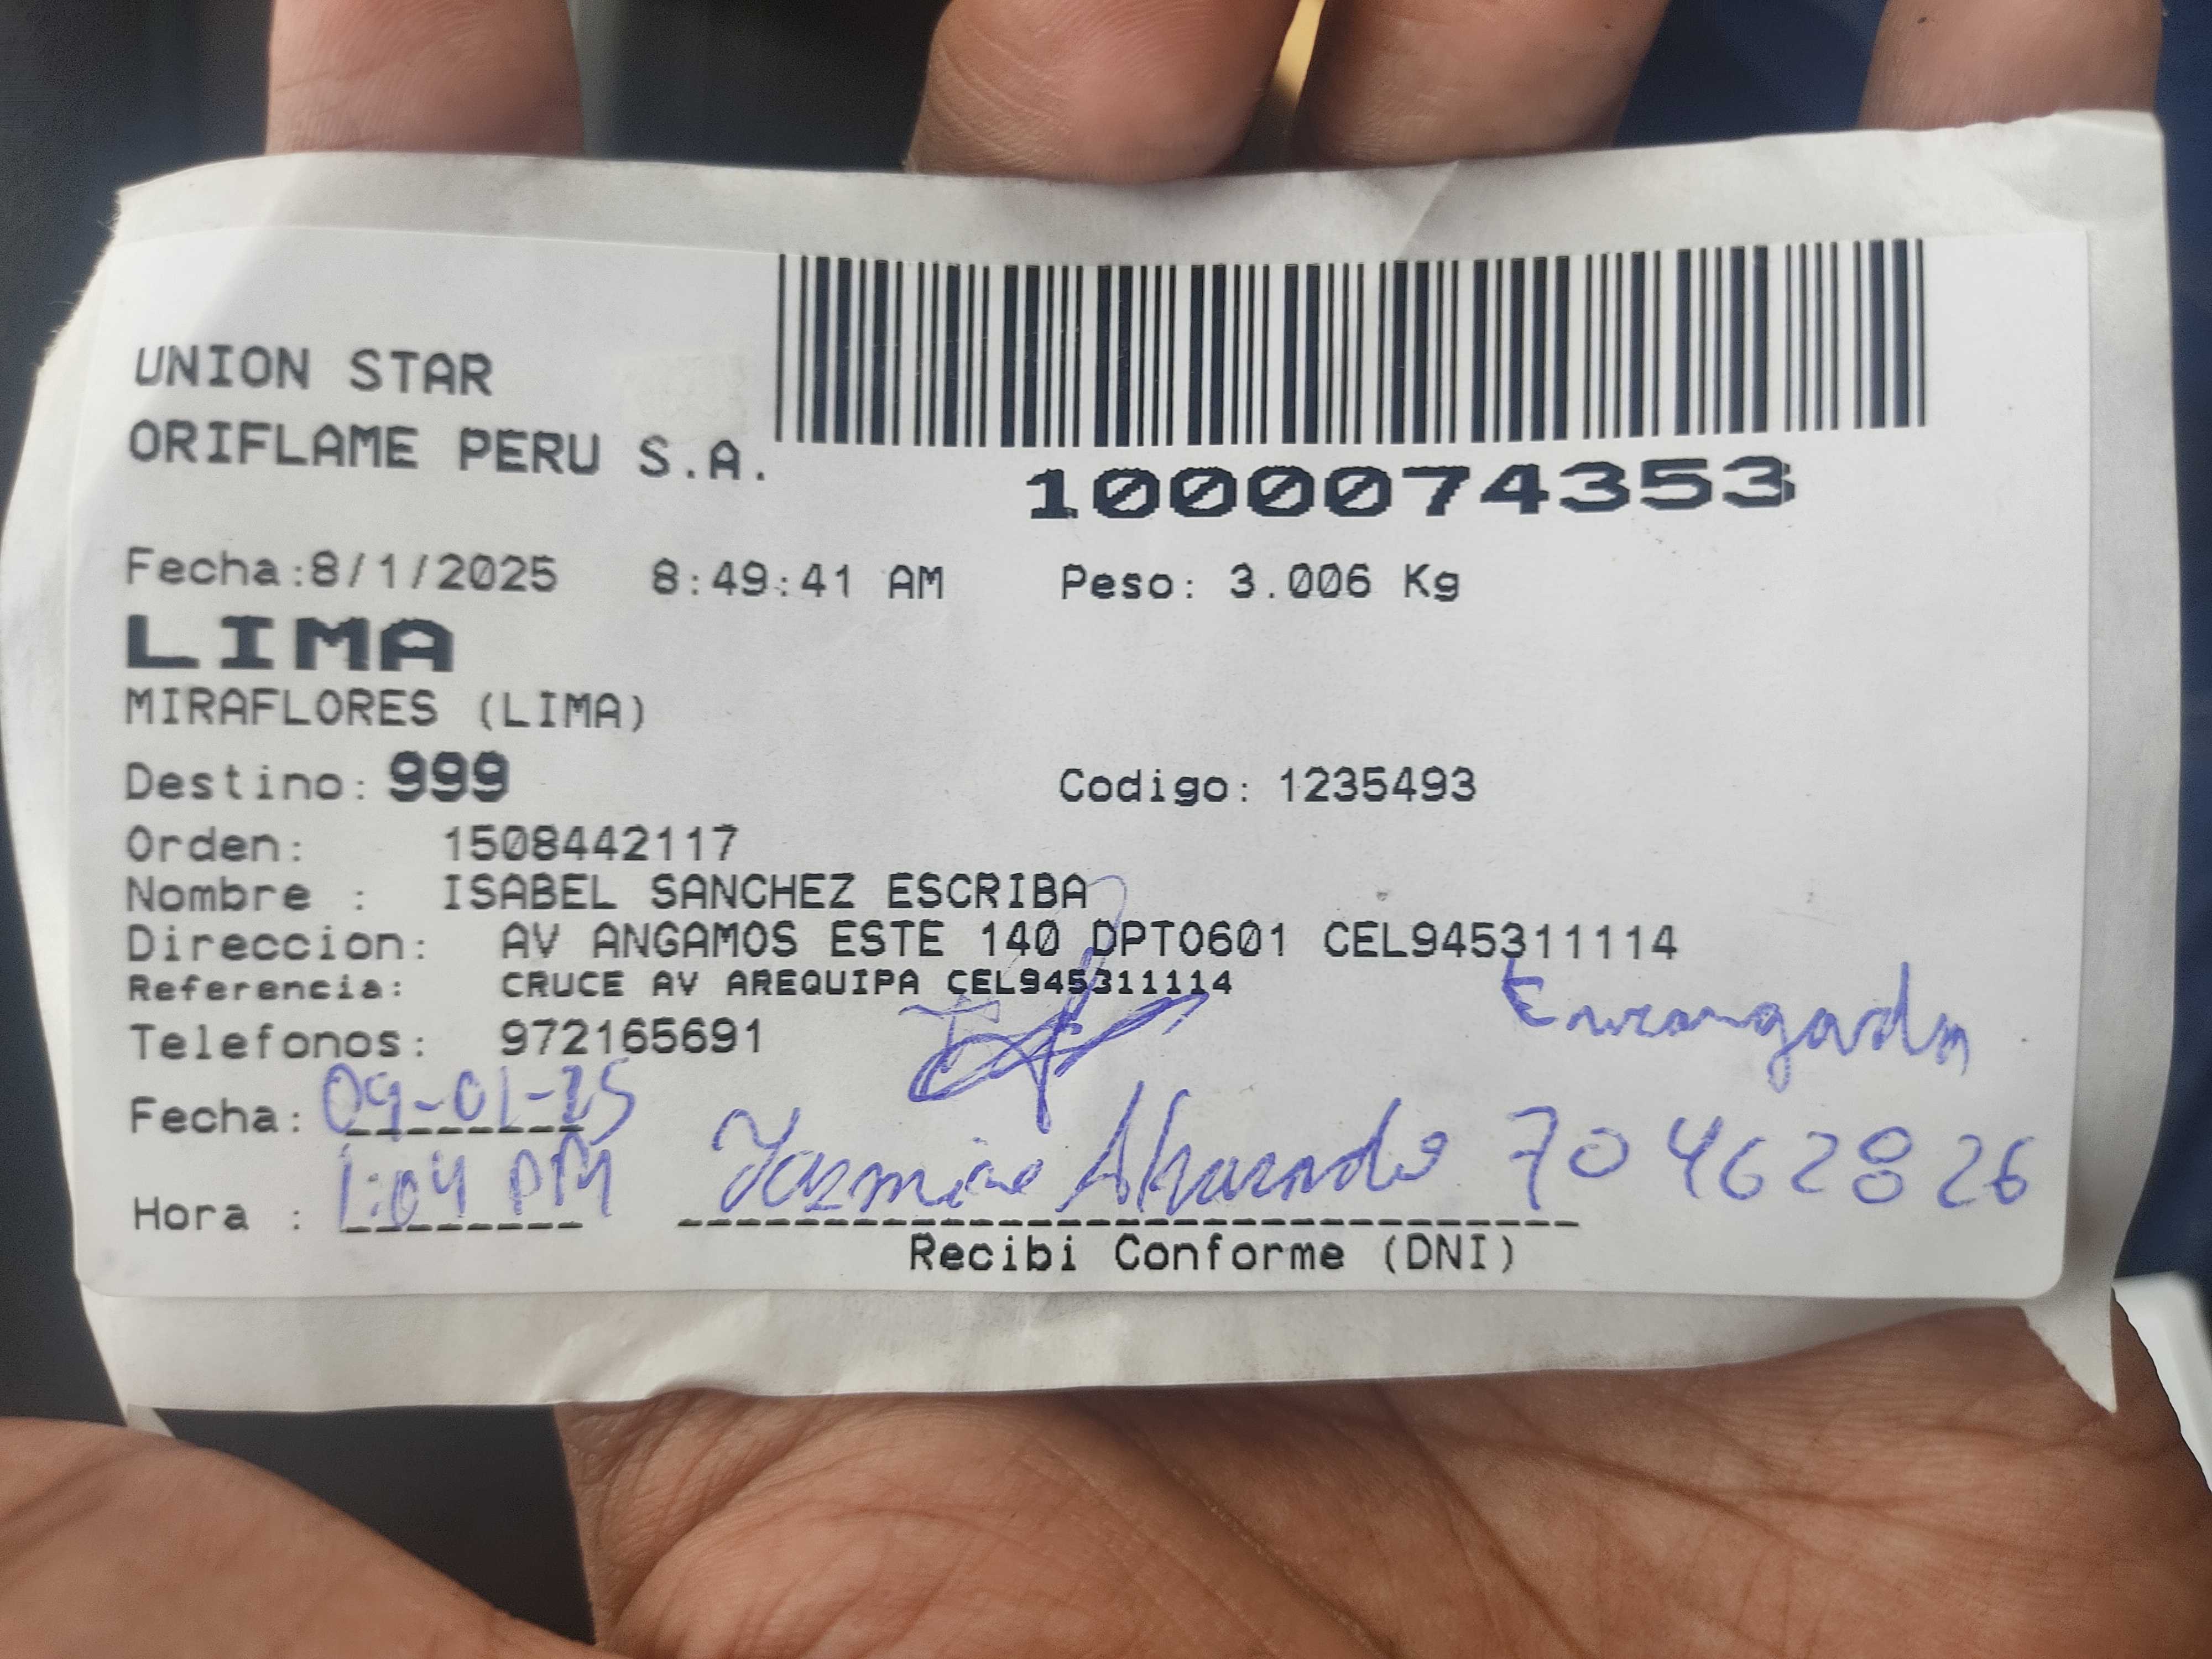 UNION STAR
ORIFLAME PERU S.A.
1000074353
Fecha:8/1/2025 8:49:41 AM Peso: 3.006 Kg
LIMA
MIRAFLORES (LIMA)
Destino: 999 Codigo: 1235493
Orden: 1508442117
Nombre : ISABEL SANCHEZ ESCRIBA
Direccion: AV ANGAMOS ESTE 140 DPTO601 CEL945311114
Referencia: CRUCE AV AREQUIPA CEL945311114
Telefonos: 972165691
Fecha: 09-01-25
Hora : 1:04 PM Yazmine Alvarado 70462826
Recibi Conforme (DNI)